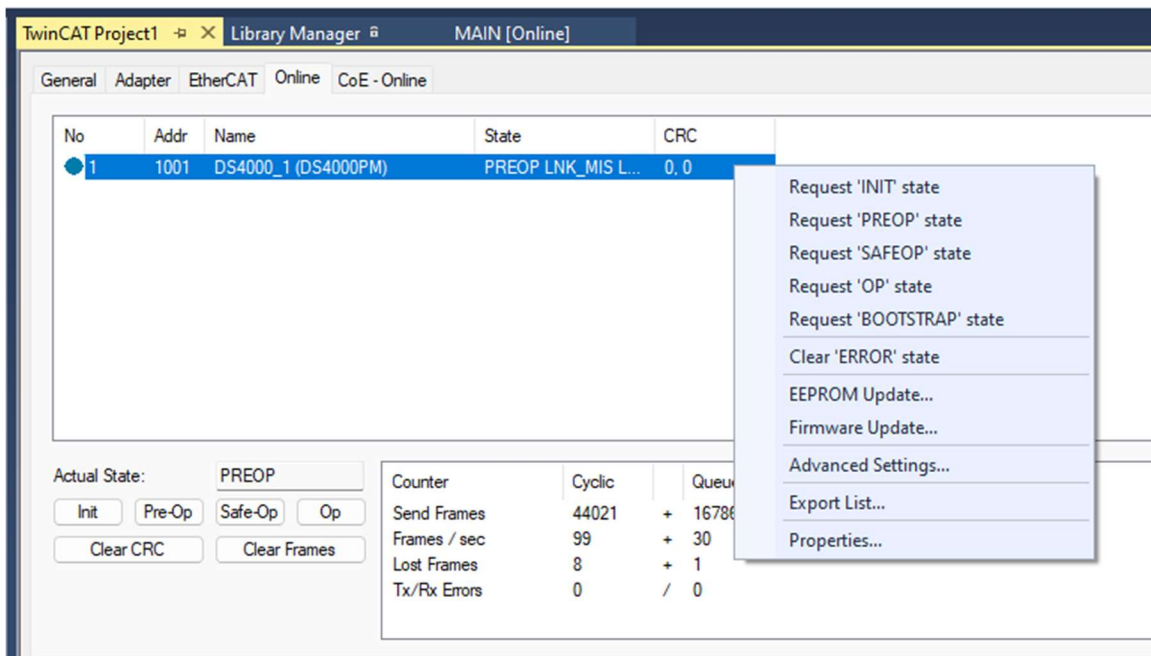 TwinCAT Project1 Library Manager MAIN [Online]
General Adapter EtherCAT Online CoE - Online
No Addr Name State CRC
1 1001 DS4000_1 (DS4000PM) PREOP LNK_MIS L... 0, 0
Request 'INIT' state
Request 'PREOP' state
Request 'SAFEOP' state
Request 'OP' state
Request 'BOOTSTRAP' state
Clear 'ERROR' state
EEPROM Update...
Firmware Update...
Advanced Settings...
Export List...
Properties...
Actual State: PREOP
Init Pre-Op Safe-Op Op
Clear CRC Clear Frames
Counter Cyclic
Send Frames 44021 + 16786
Frames / sec 99 + 30
Lost Frames 8 + 1
Tx/Rx Errors 0 / 0